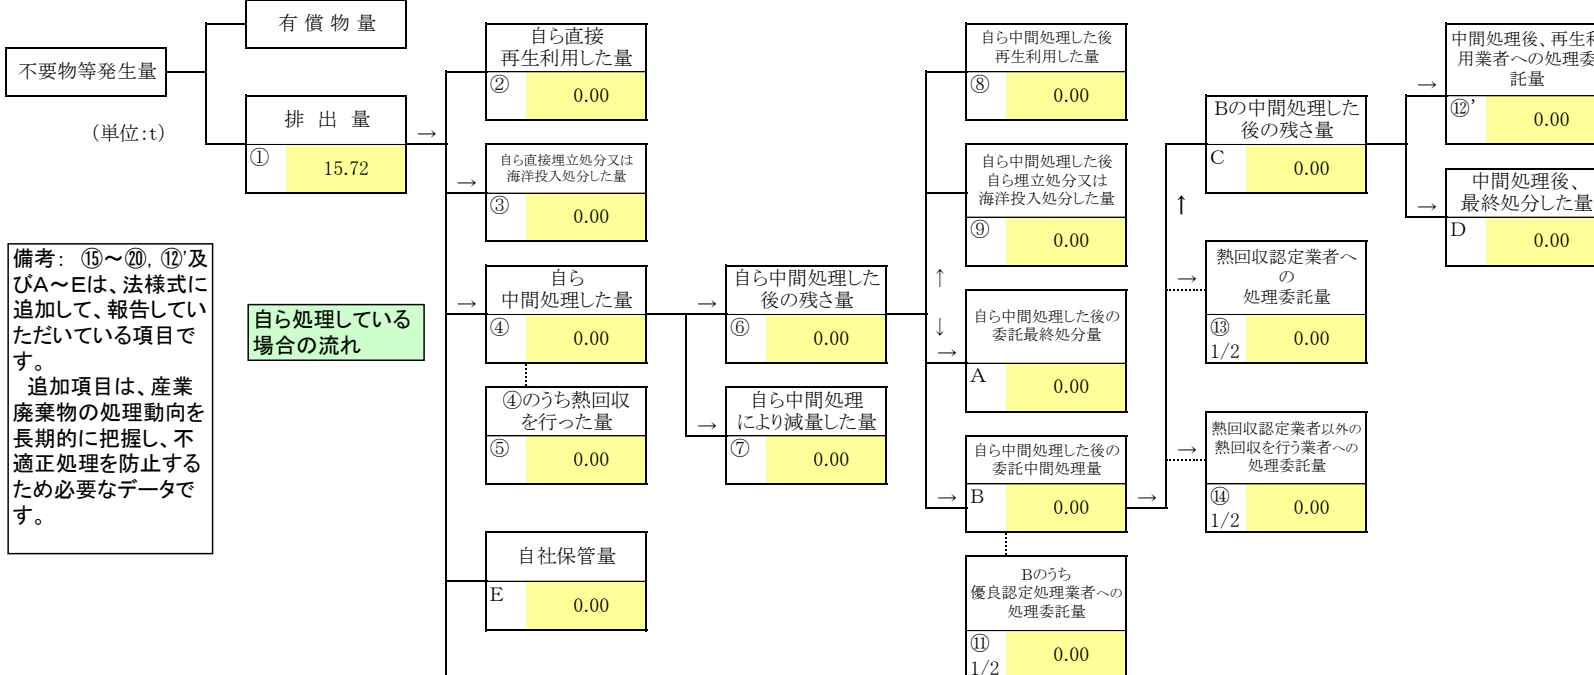 有 償 物 量
不要物等発生量
（単位:t）
排 出 量
→
①
15.72
備考： ⑮～⑳, ⑫'及
びA～Eは、法様式に
追加して、報告してい
ただいている項目で
す。
追加項目は、産業
廃棄物の処理動向を
長期的に把握し、不
適正処理を防止する
ため必要なデータで
す。
自ら処理している
場合の流れ
自ら直接
再生利用した量
②
0.00
→
自ら直接埋立処分又は
海洋投入処分した量
③
0.00
→
自ら
中間処理した量
④
0.00
④のうち熱回収
を行った量
⑤
0.00
自社保管量
E
0.00
→
自ら中間処理した
後の残さ量
⑥
0.00
→
自ら中間処理
により減量した量
⑦
0.00
自ら中間処理した後
再生利用した量
⑧
0.00
自ら中間処理した後
自ら埋立処分又は
海洋投入処分した量
⑨
0.00
↑
↓
→
自ら中間処理した後の
委託最終処分量
A
0.00
自ら中間処理した後の
委託中間処理量
→
B
0.00
→
Bのうち
優良認定処理業者への
処理委託量
⑪
1/2
0.00
Bの中間処理した
後の残さ量
C
0.00
↑
→
熱回収認定業者へ
の
処理委託量
⑬
1/2
0.00
→
熱回収認定業者以外の
熱回収を行う業者への
処理委託量
⑭
1/2
0.00
中間処理後、再生利
用業者への処理委
託量
→
⑫'
0.00
→
中間処理後、
最終処分した量
D
0.00